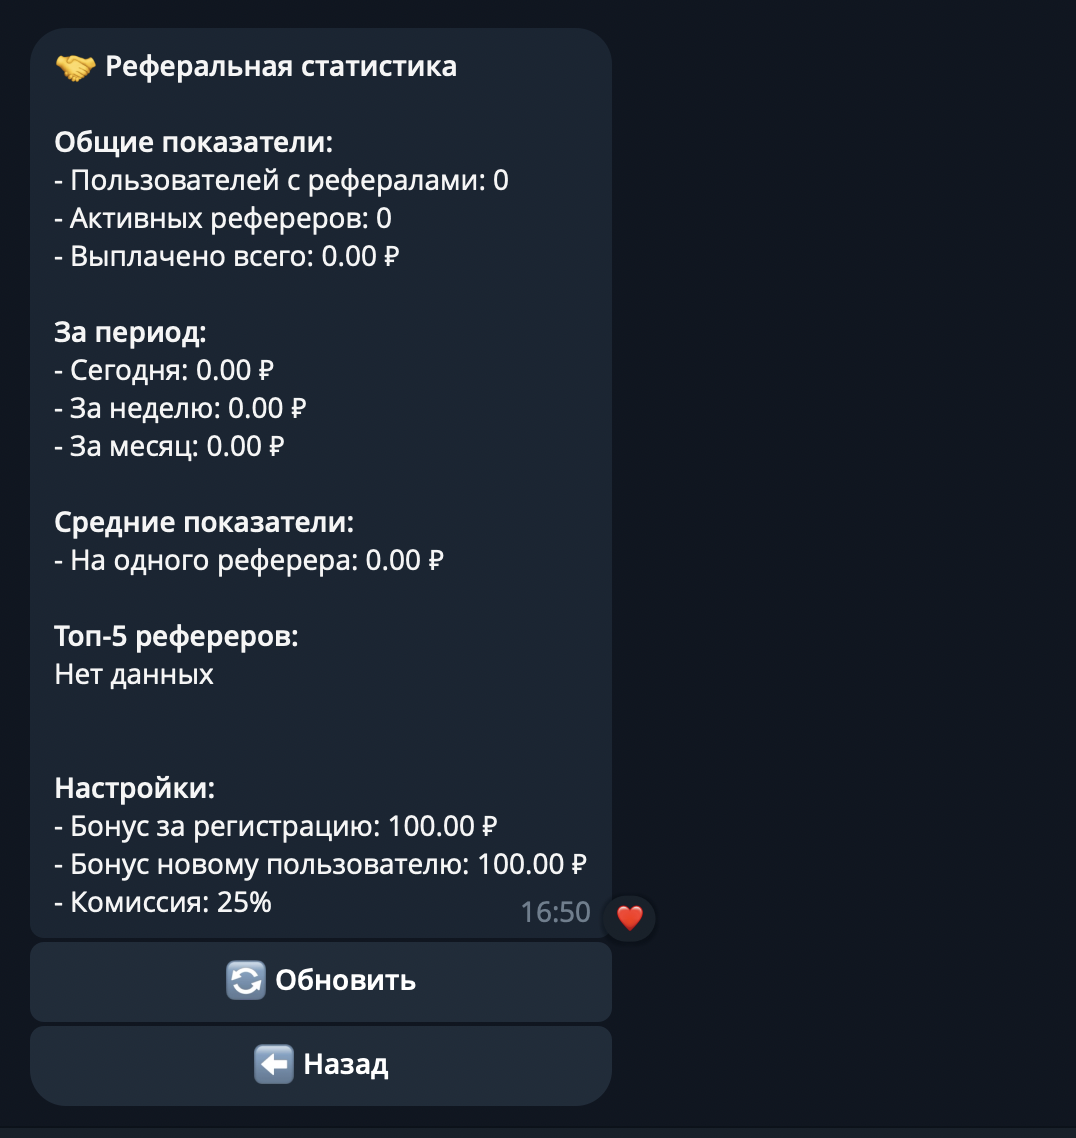 🤝 Реферальная статистика
Общие показатели:
- Пользователей с рефералами: 0
- Активных рефереров: 0
- Выплачено всего: 0.00 ₽
За период:
- Сегодня: 0.00 ₽
- За неделю: 0.00 ₽
- За месяц: 0.00 ₽
Средние показатели:
- На одного реферера: 0.00 ₽
Топ-5 рефереров:
Нет данных
Настройки:
- Бонус за регистрацию: 100.00 ₽
- Бонус новому пользователю: 100.00 ₽
- Комиссия: 25%
16:50 ❤️
🔄 Обновить
⬅️ Назад